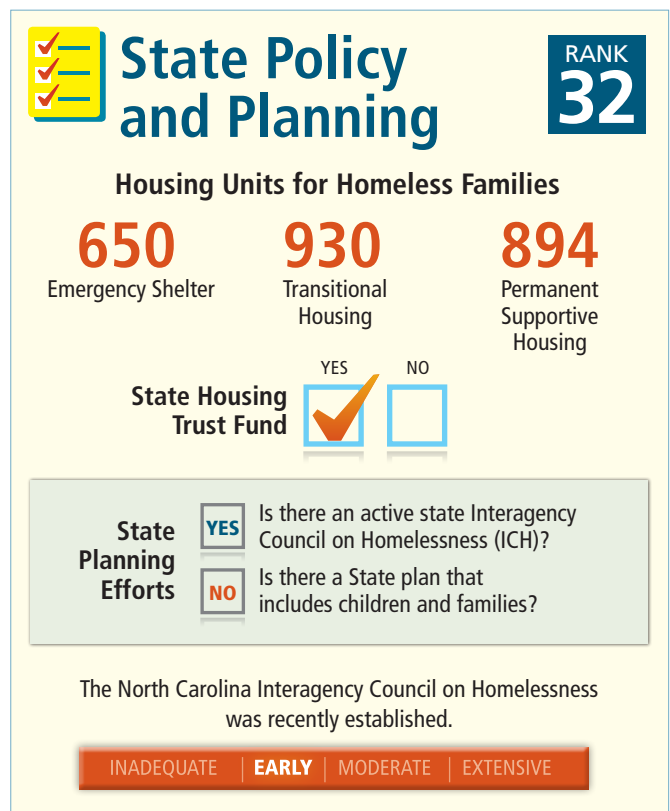 State Policy
and Planning
RANK
32
Housing Units for Homeless Families
650
Emergency Shelter
930
Transitional
Housing
894
Permanent
Supportive
Housing
State Housing
Trust Fund
YES
NO
State
Planning
Efforts
YES
Is there an active state Interagency
Council on Homelessness (ICH)?
NO
Is there a State plan that
includes children and families?
The North Carolina Interagency Council on Homelessness
was recently established.
INADEQUATE | EARLY | MODERATE | EXTENSIVE